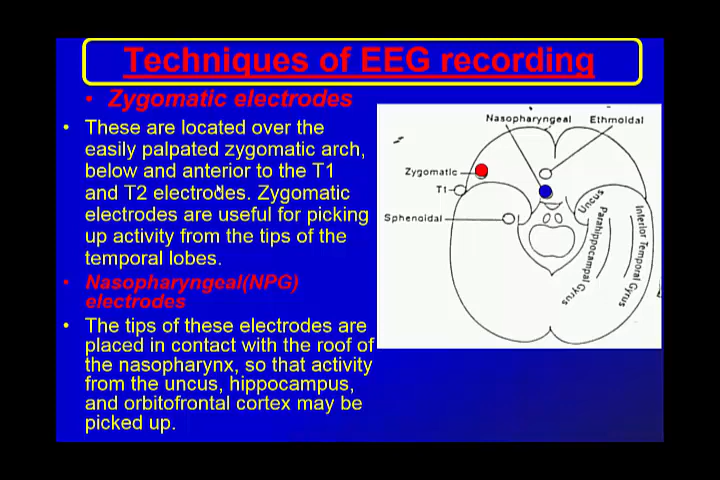 Techniques of EEG recording
• Zygomatic electrodes
• These are located over the
easily palpated zygomatic arch,
below and anterior to the T1
and T2 electrodes. Zygomatic
electrodes are useful for picking
up activity from the tips of the
temporal lobes.
• Nasopharyngeal(NPG)
electrodes
• The tips of these electrodes are
placed in contact with the roof of
the nasopharynx, so that activity
from the uncus, hippocampus,
and orbitofrontal cortex may be
picked up.
Nasopharyngeal
Ethmoidal
Zygomatic
T1
Sphenoidal
Uncus
Parahippocampal Gyrus
Inferior Temporal Gyrus